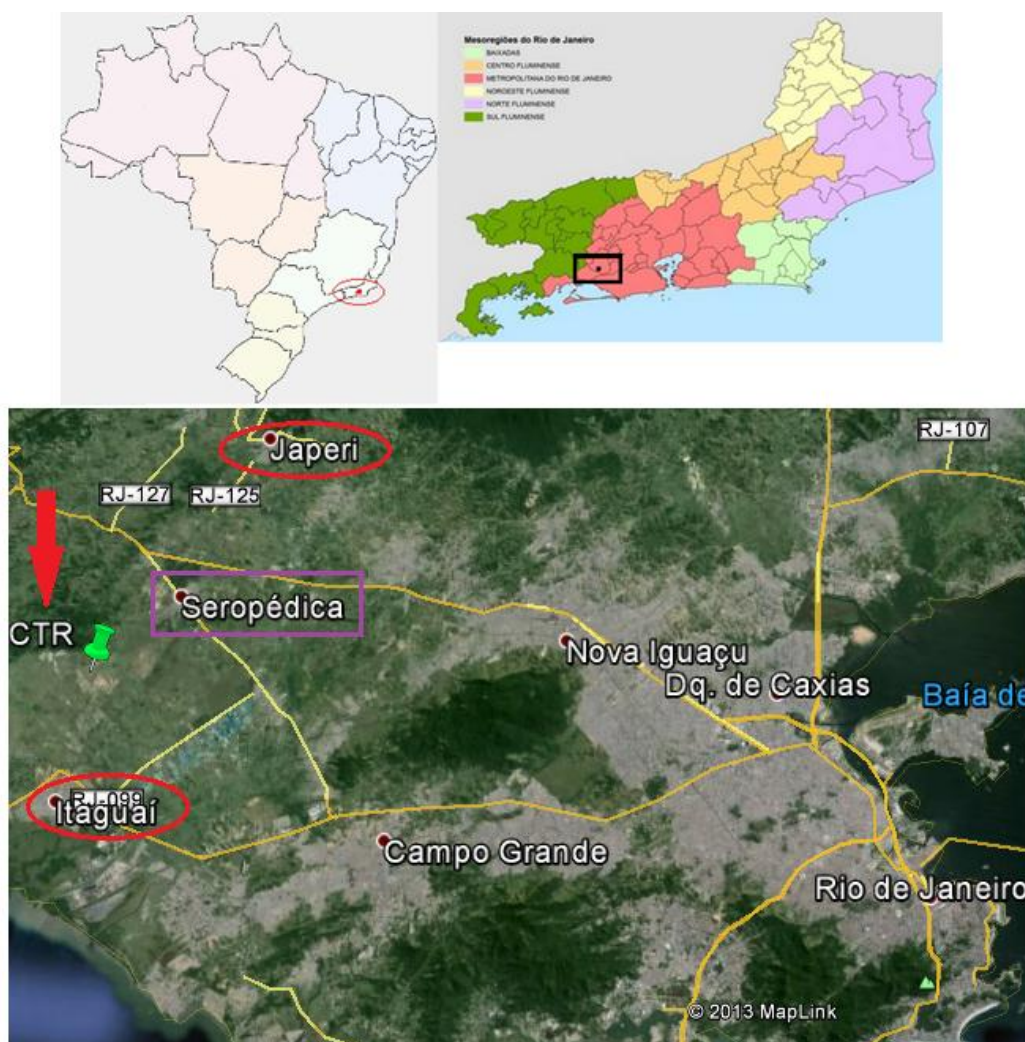 Mesoregiões do Rio de Janeiro
BAIXADAS
CENTRO FLUMINENSE
METROPOLITANA DO RIO DE JANEIRO
NOROESTE FLUMINENSE
NORTE FLUMINENSE
SUL FLUMINENSE
RJ-107
Japeri
RJ-127
RJ-125
Seropédica
CTR
Nova Iguaçu
Dq. de Caxias
Baía de
RJ-099
Itaguaí
Campo Grande
Rio de Janeiro
© 2013 MapLink